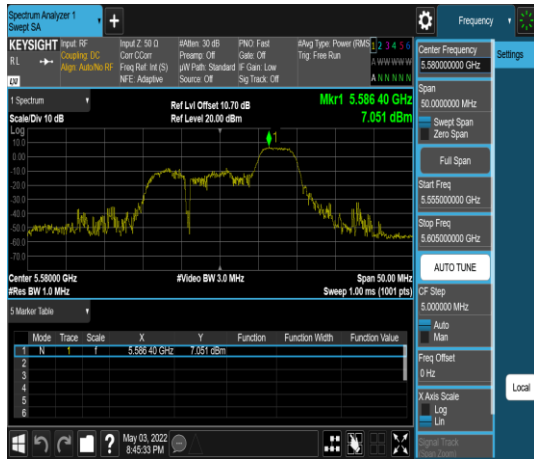 Spectrum Analyzer 1
Swept SA
+
Frequency
KEYSIGHT
RL
LXI
Input: RF
Coupling: DC
Align: Auto/No RF
Input Z: 50 Ω
Corr CCorr
Freq Ref: Int (S)
NFE: Adaptive
#Atten: 30 dB
Preamp: Off
µW Path: Standard
Source: Off
PNO: Fast
Gate: Off
IF Gain: Low
Sig Track: Off
#Avg Type: Power (RMS
Trig: Free Run
1 2 3 4 5 6
A W W W W W
A N N N N N
Center Frequency
5.580000000 GHz
Settings
Span
50.0000000 MHz
Swept Span
Zero Span
Full Span
Start Freq
5.555000000 GHz
Stop Freq
5.605000000 GHz
AUTO TUNE
CF Step
5.000000 MHz
Auto
Man
Freq Offset
0 Hz
X Axis Scale
Log
Lin
Signal Track
(Span Zoom)
Local
1 Spectrum
Scale/Div 10 dB
Ref Lvl Offset 10.70 dB
Ref Level 20.00 dBm
Mkr1 5.586 40 GHz
7.051 dBm
Log
10.0
0.00
-10.0
-20.0
-30.0
-40.0
-50.0
-60.0
-70.0
1
Center 5.58000 GHz
#Res BW 1.0 MHz
#Video BW 3.0 MHz
Span 50.00 MHz
Sweep 1.00 ms (1001 pts)
5 Marker Table
Mode Trace Scale X Y Function Function Width Function Value
1 N 1 f 5.586 40 GHz 7.051 dBm
2
3
4
5
6
?
May 03, 2022
8:45:33 PM